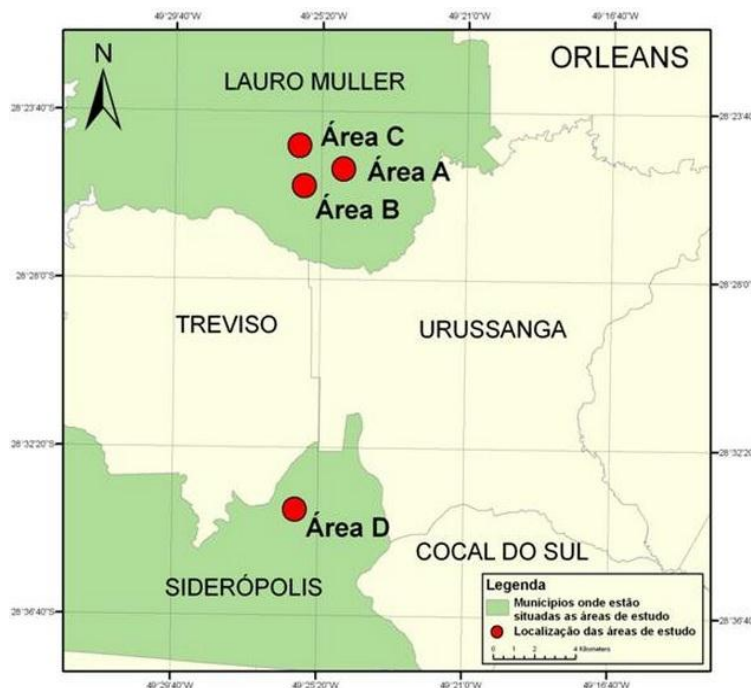 49°29'40"W 49°25'20"W 49°21'0"W 49°16'40"W
N
ORLEANS
LAURO MULLER
28°23'40"S 28°23'40"S
Área C
Área A
Área B
28°28'0"S 28°28'0"S
TREVISO URUSSANGA
28°32'20"S 28°32'20"S
Área D
COCAL DO SUL
SIDERÓPOLIS
Legenda
Municipios onde estão
situadas as áreas de estudo
28°36'40"S 28°36'40"S
Localização das áreas de estudo
0 1 2 4 Kilometers
49°29'40"W 49°25'20"W 49°21'0"W 49°16'40"W